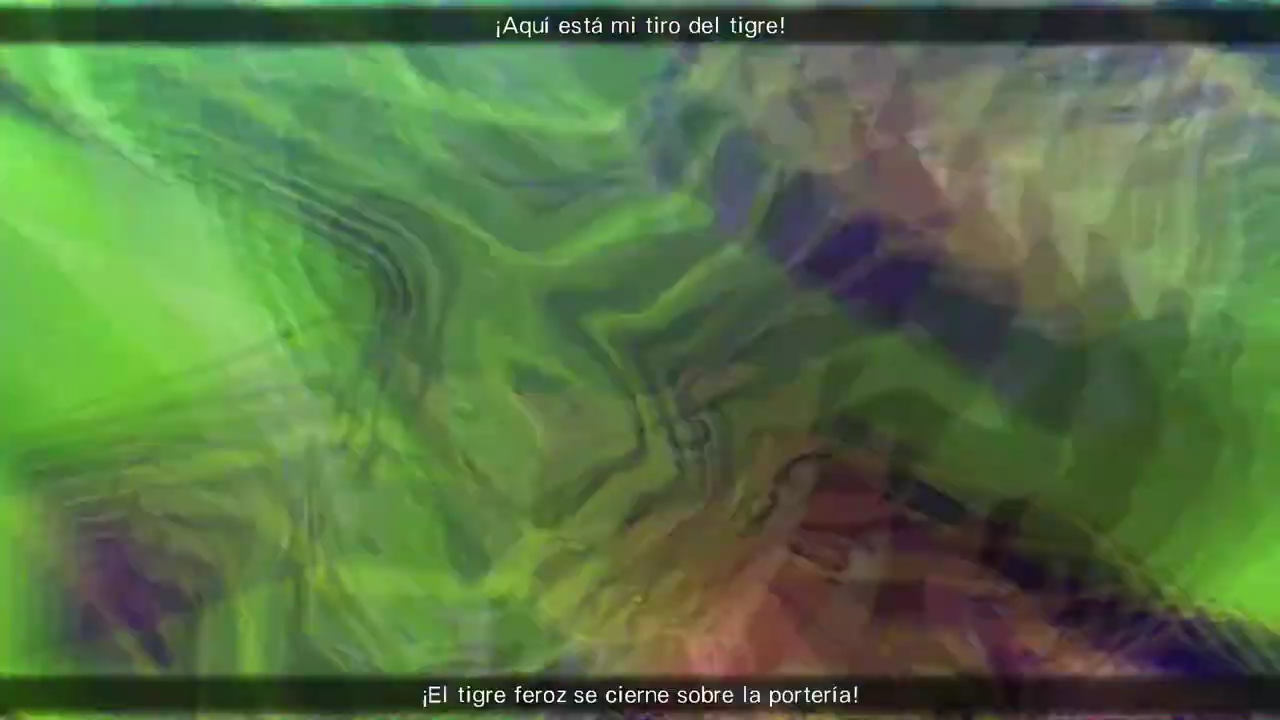 ¡Aquí está mi tiro del tigre!
¡El tigre feroz se cierne sobre la portería!